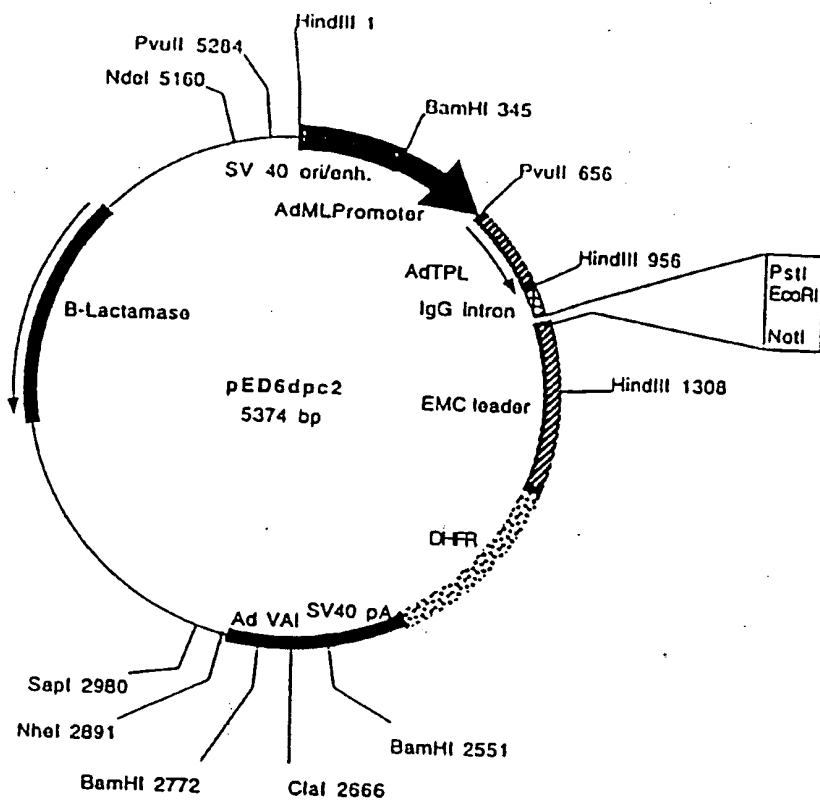 HindIII 1
PvuII 5284
NdeI 5160
BamHI 345
SV 40 ori/enh.
PvuII 656
AdMLPromoter
HindIII 956
AdTPL
PstI
EcoRI
IgG Intron
NotI
B-Lactamase
pED6dpc2
5374 bp
EMC leader
HindIII 1308
DHFR
Ad VAI
SV40 pA
SapI 2980
NheI 2891
BamHI 2551
BamHI 2772
ClaI 2666